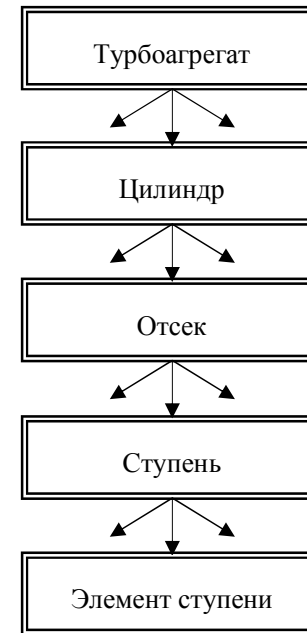 Турбоагрегат
Цилиндр
Отсек
Ступень
Элемент ступени